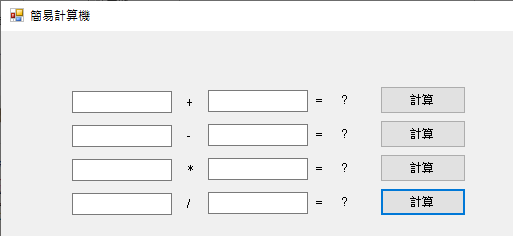 簡易計算機
+ = ? 計算
- = ? 計算
* = ? 計算
/ = ? 計算